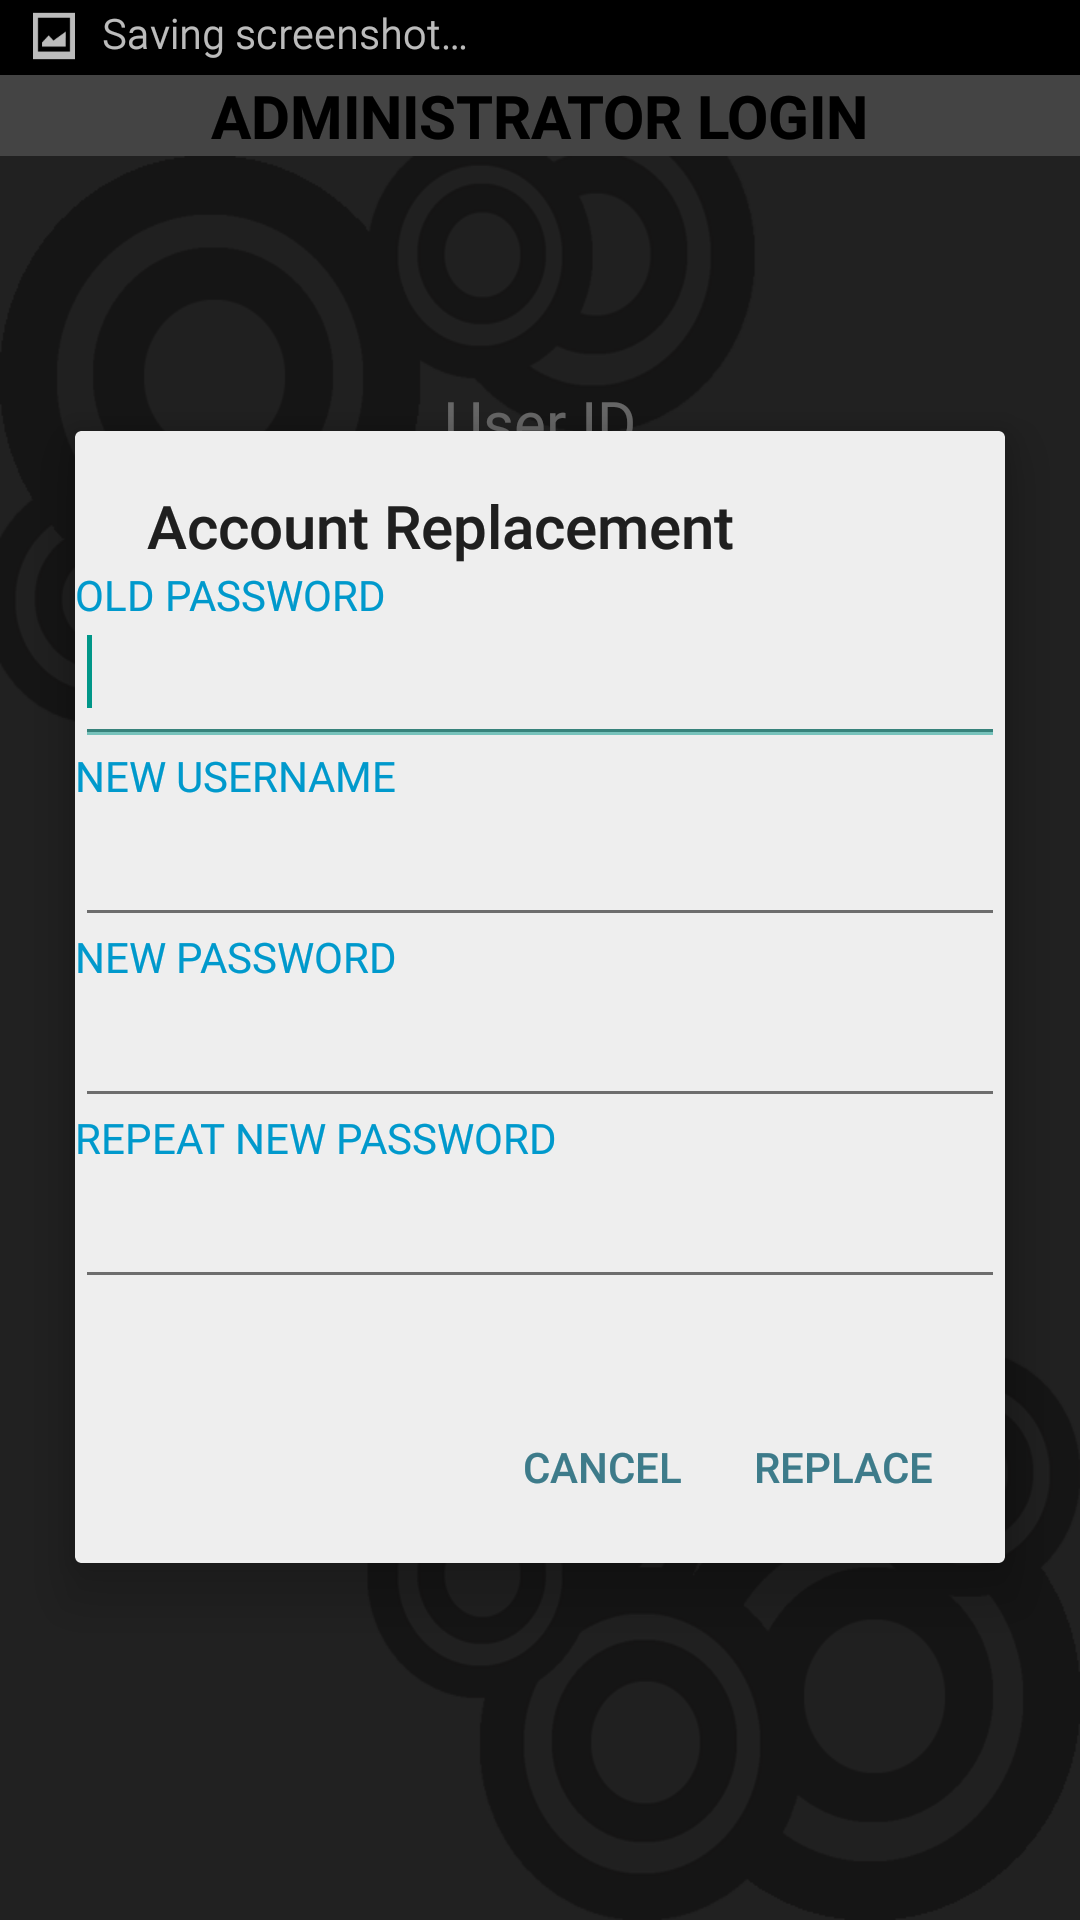 Saving screenshot...
ADMINISTRATOR LOGIN
User ID
Account Replacement
OLD PASSWORD
NEW USERNAME
NEW PASSWORD
REPEAT NEW PASSWORD
CANCEL REPLACE